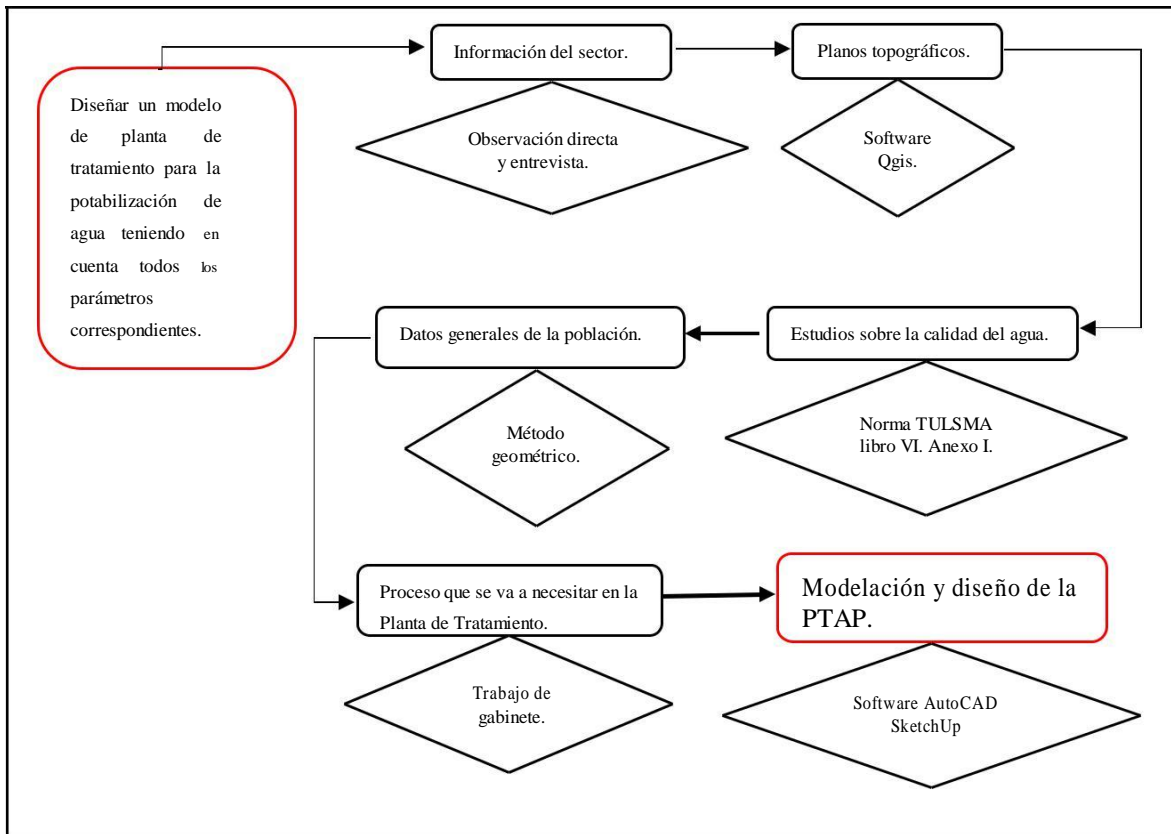 Diseñar un modelo
de planta de
tratamiento para la
potabilización de
agua teniendo en
cuenta todos los
parámetros
correspondientes.
Información del sector.
Observación directa
y entrevista.
Planos topográficos.
Software
Qgis.
Estudios sobre la calidad del agua.
Norma TULSMA
libro VI. Anexo I.
Datos generales de la población.
Método
geométrico.
Proceso que se va a necesitar en la
Planta de Tratamiento.
Trabajo de
gabinete.
Modelación y diseño de la
PTAP.
Software AutoCAD
SketchUp